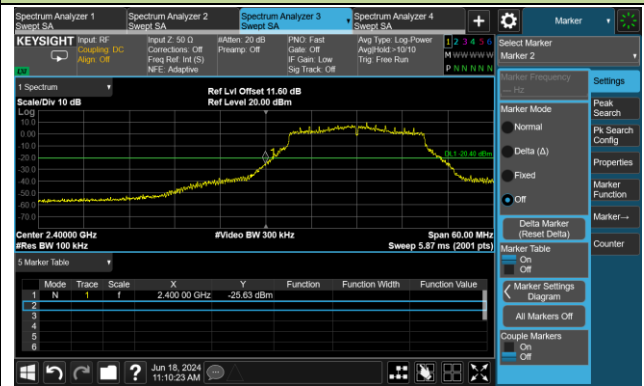 Spectrum Analyzer 1
Swept SA
Spectrum Analyzer 2
Swept SA
Spectrum Analyzer 3
Swept SA
Spectrum Analyzer 4
Swept SA
+
Marker
KEYSIGHT
Input: RF
Coupling: DC
Align: Off
Input Z: 50 Ω
Corrections: Off
Freq Ref: Int (S)
NFE: Adaptive
#Atten: 20 dB
Preamp: Off
PNO: Fast
Gate: Off
IF Gain: Low
Sig Track: Off
Avg Type: Log-Power
Avg|Hold:>10/10
Trig: Free Run
1 2 3 4 5 6
M W W W W W
P N N N N N
LXI
Select Marker
Marker 2
Marker Frequency
--- Hz
Marker Mode
Normal
Delta (Δ)
Fixed
Off
Delta Marker
(Reset Delta)
Marker Table
On
Off
Marker Settings
Diagram
All Markers Off
Couple Markers
On
Off
Settings
Peak
Search
Pk Search
Config
Properties
Marker
Function
Marker→
Counter
1 Spectrum
Scale/Div 10 dB
Log
Ref Lvl Offset 11.60 dB
Ref Level 20.00 dBm
10.0
0.00
-10.0
-20.0
-30.0
-40.0
-50.0
-60.0
-70.0
1
DL1 -20.40 dBm
Center 2.40000 GHz
#Res BW 100 kHz
#Video BW 300 kHz
Span 60.00 MHz
Sweep 5.87 ms (2001 pts)
5 Marker Table
Mode Trace Scale X Y Function Function Width Function Value
1 N 1 f 2.400 00 GHz -25.63 dBm
2
3
4
5
6
?
Jun 18, 2024
11:10:23 AM